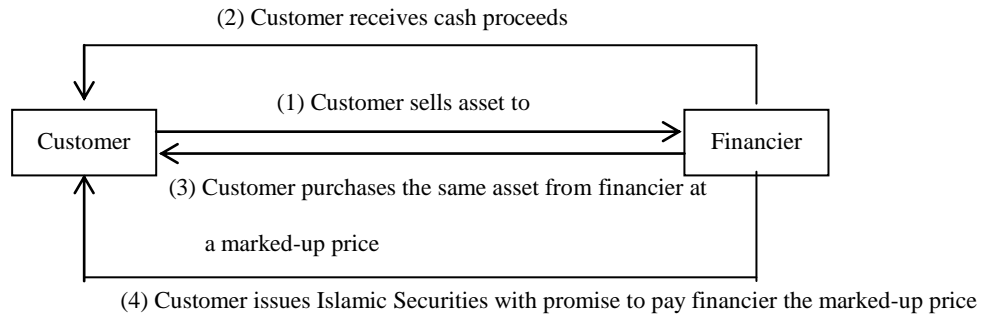 (2) Customer receives cash proceeds
(1) Customer sells asset to
Customer
Financier
(3) Customer purchases the same asset from financier at
a marked-up price
(4) Customer issues Islamic Securities with promise to pay financier the marked-up price